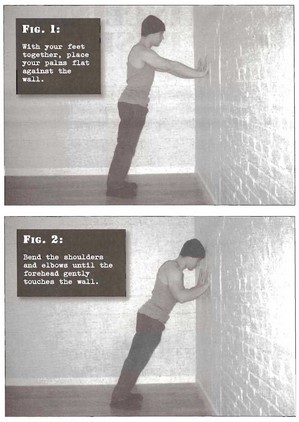 FIG. 1:
With your feet
together, place
your palms flat
against the
wall.
FIG. 2:
Bend the shoulders
and elbows until the
forehead gently
touches the wall.